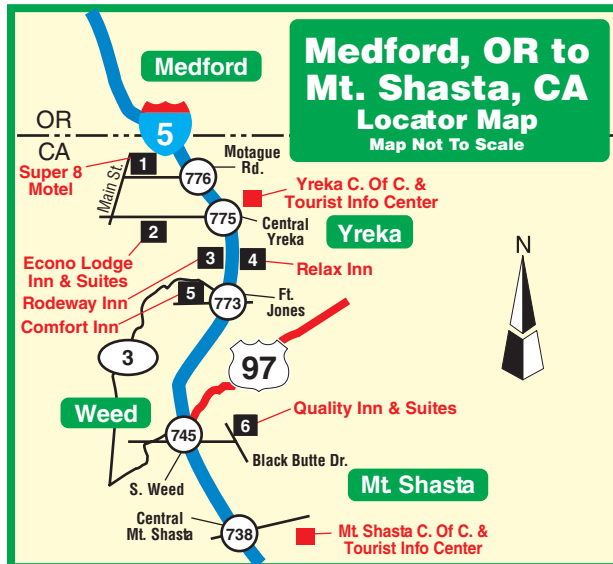 Medford, OR to
Mt. Shasta, CA
Locator Map
Map Not To Scale
Medford
OR
CA
5
Super 8
Motel
1
Main St.
776
Motague
Rd.
Yreka C. Of C. &
Tourist Info Center
775
Central
Yreka
Yreka
2
Econo Lodge
Inn & Suites
3
4
Relax Inn
Rodeway Inn
5
Comfort Inn
773
Ft.
Jones
N
3
97
Weed
Quality Inn & Suites
6
745
Black Butte Dr.
S. Weed
Mt. Shasta
Central
Mt. Shasta
738
Mt. Shasta C. Of C. &
Tourist Info Center